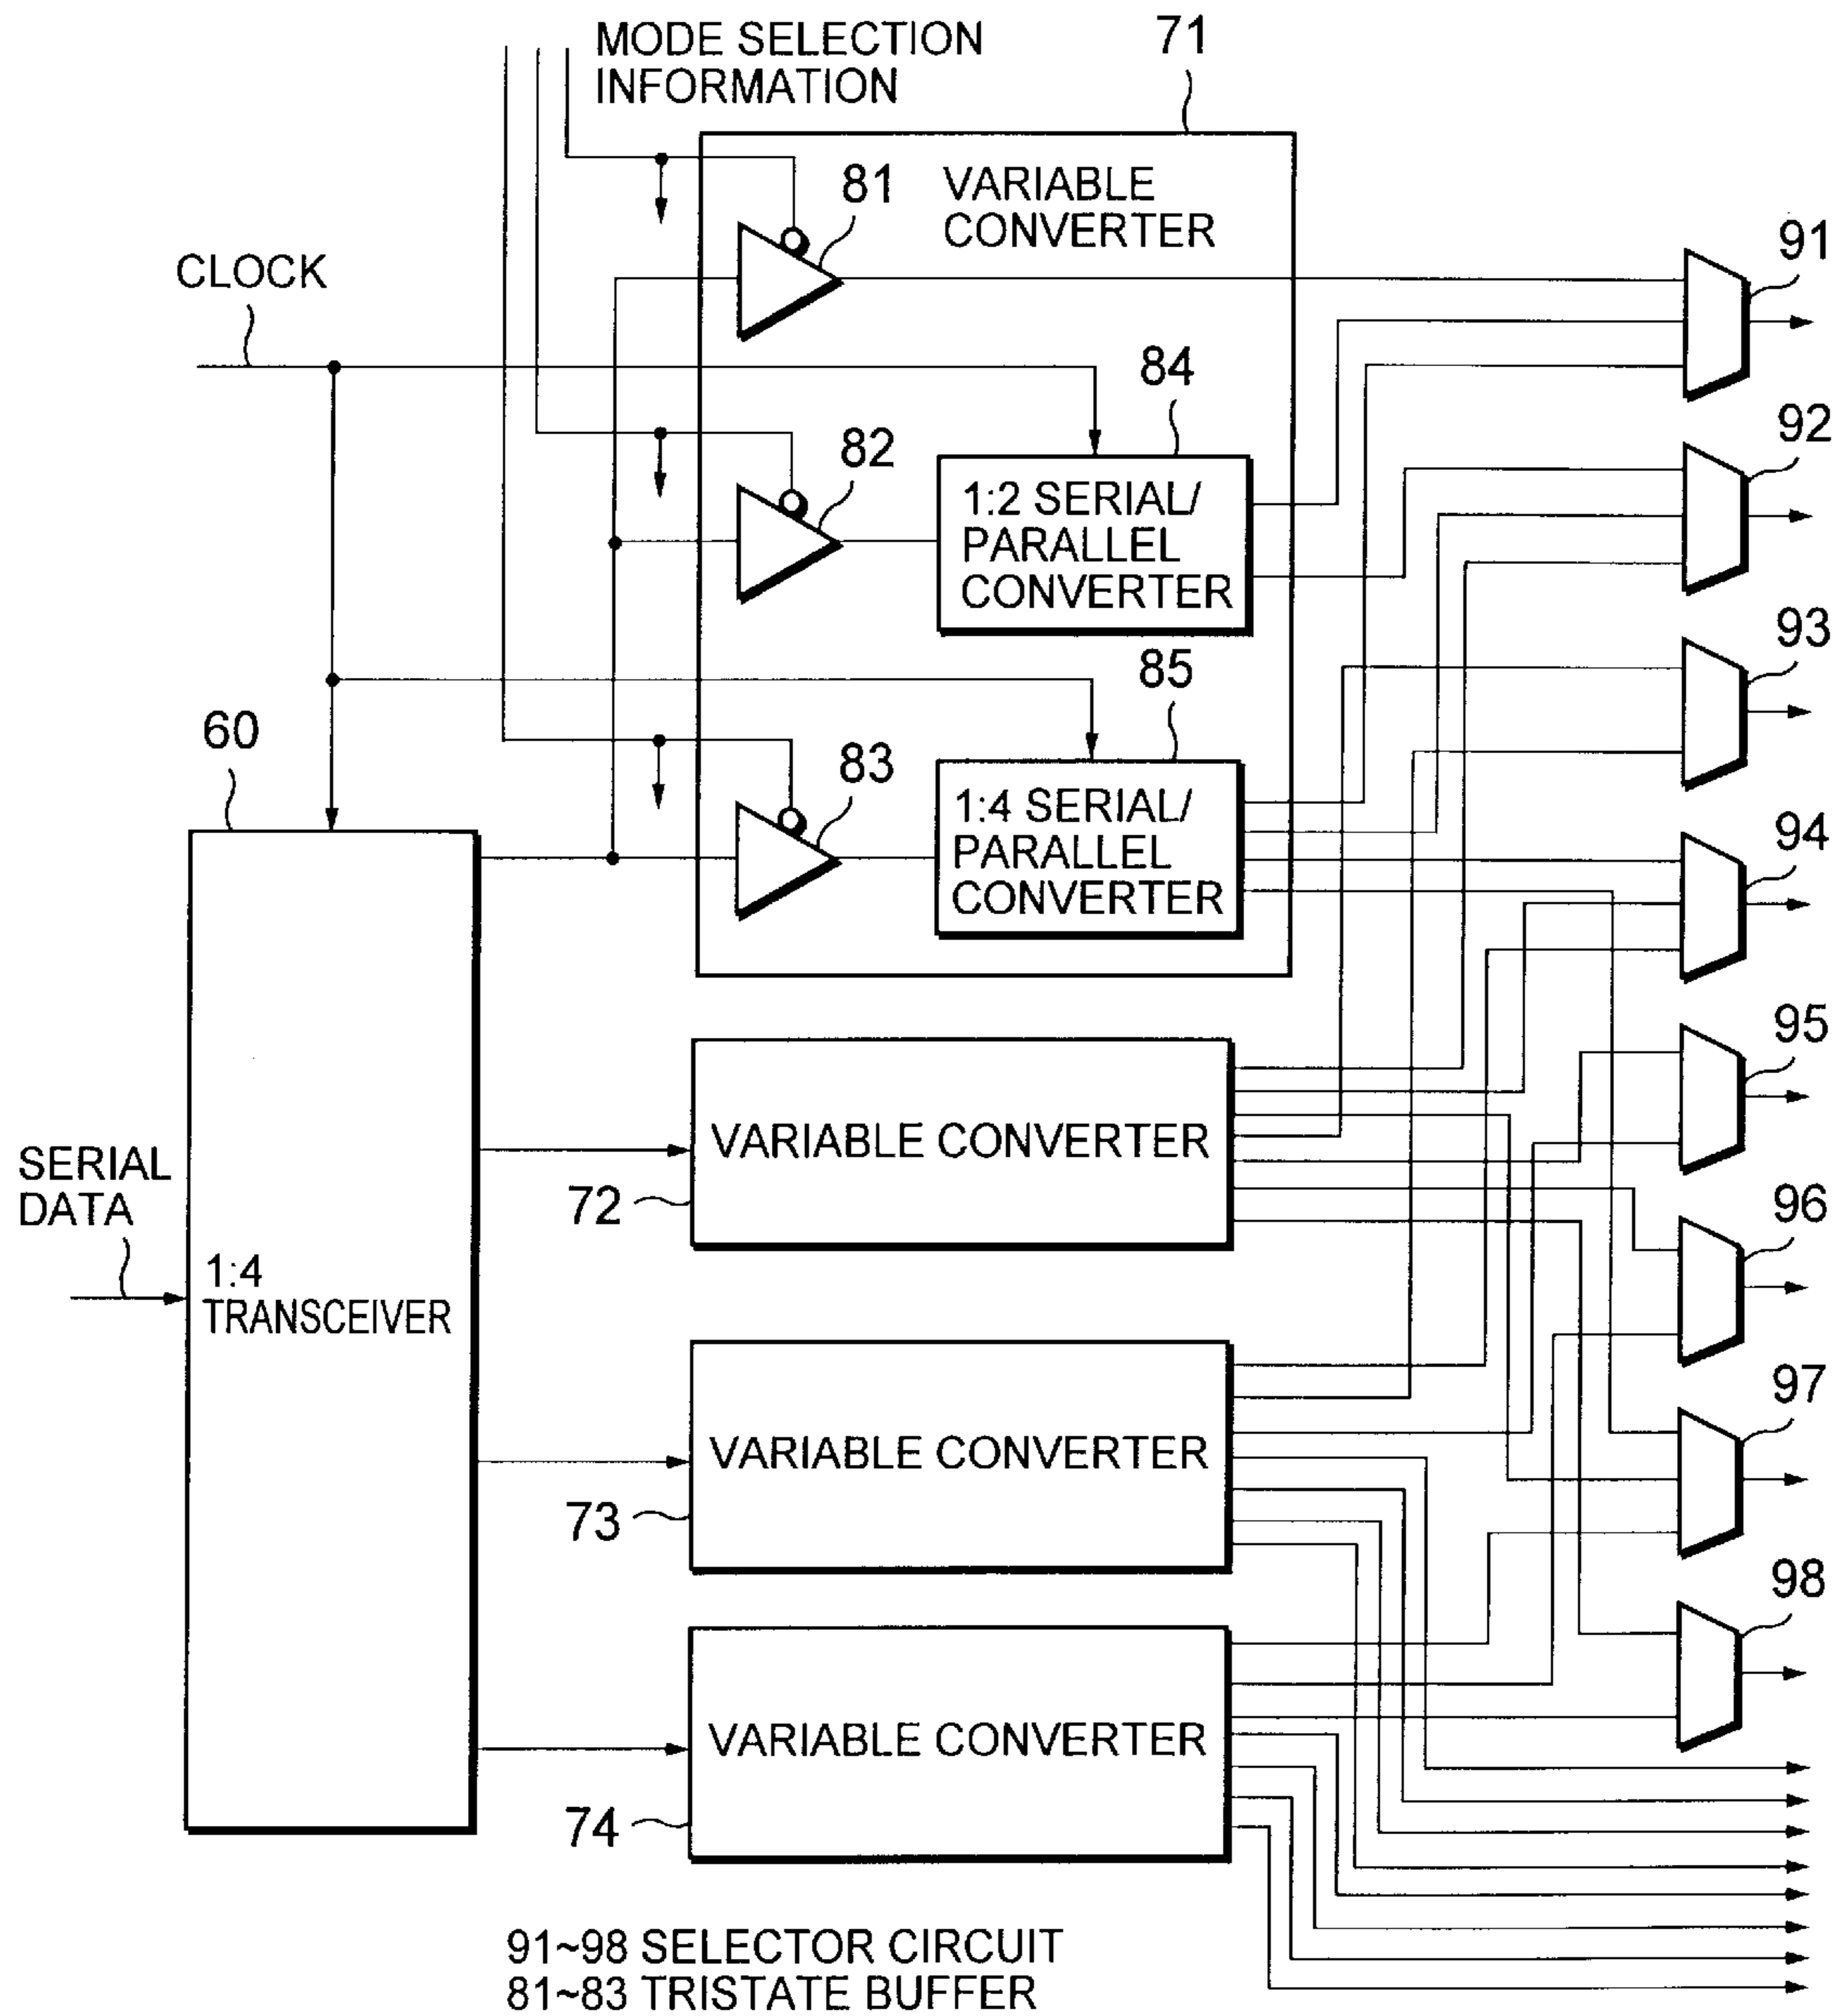 MODE SELECTION
INFORMATION
71
81
VARIABLE
CONVERTER
CLOCK
91
84
82
92
1:2 SERIAL/
PARALLEL
CONVERTER
93
85
60
83
1:4 SERIAL/
PARALLEL
CONVERTER
94
95
SERIAL
DATA
VARIABLE CONVERTER
72
96
1:4
TRANSCEIVER
97
VARIABLE CONVERTER
73
98
VARIABLE CONVERTER
74
91~98 SELECTOR CIRCUIT
81~83 TRISTATE BUFFER